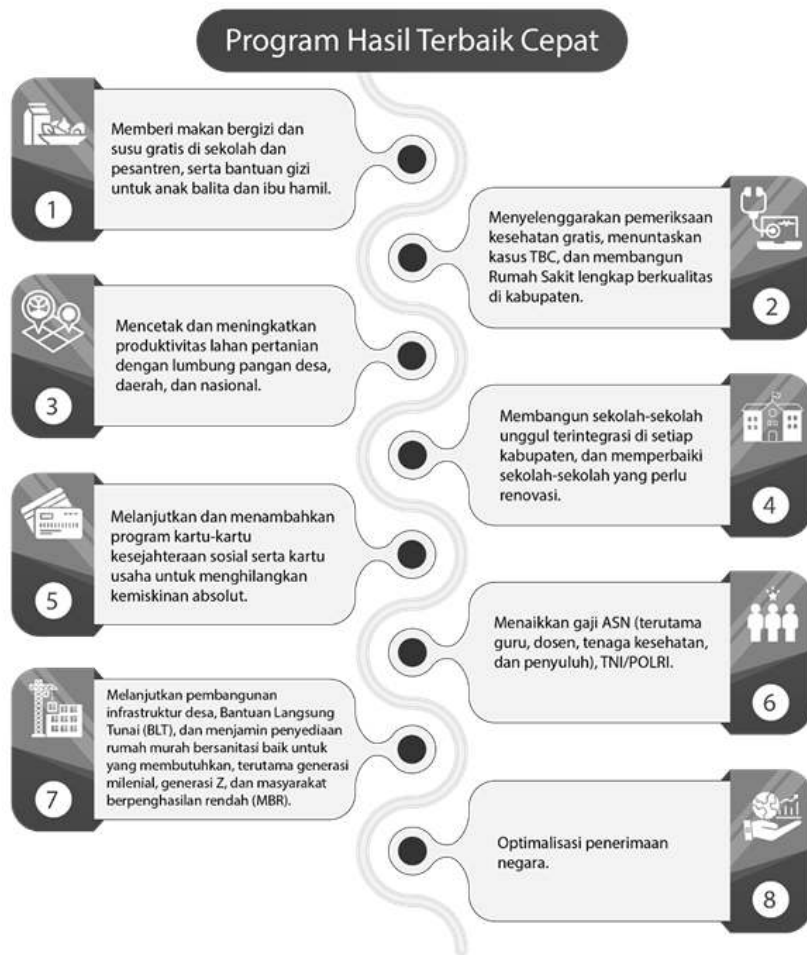 Program Hasil Terbaik Cepat
Memberi makan bergizi dan
susu gratis di sekolah dan
pesantren, serta bantuan gizi
untuk anak balita dan ibu hamil.
1
Menyelenggarakan pemeriksaan
kesehatan gratis, menuntaskan
kasus TBC, dan membangun
Rumah Sakit lengkap berkualitas
di kabupaten.
2
Mencetak dan meningkatkan
produktivitas lahan pertanian
dengan lumbung pangan desa,
daerah, dan nasional.
3
Membangun sekolah-sekolah
unggul terintegrasi di setiap
kabupaten, dan memperbaiki
sekolah-sekolah yang perlu
renovasi.
4
Melanjutkan dan menambahkan
program kartu-kartu
kesejahteraan sosial serta kartu
usaha untuk menghilangkan
kemiskinan absolut.
5
Menaikkan gaji ASN (terutama
guru, dosen, tenaga kesehatan,
dan penyuluh), TNI/POLRI.
6
Melanjutkan pembangunan
infrastruktur desa, Bantuan Langsung
Tunai (BLT), dan menjamin penyediaan
rumah murah bersanitasi baik untuk
yang membutuhkan, terutama generasi
milenial, generasi Z, dan masyarakat
berpenghasilan rendah (MBR).
7
Optimalisasi penerimaan
negara.
8